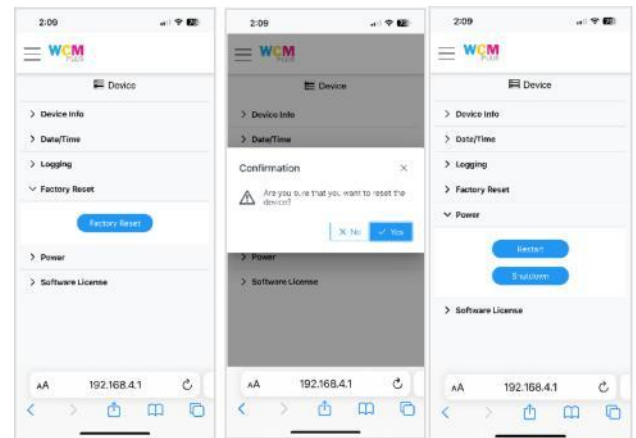 2:09
WCM
PLUS
Device
Device Info
Date/Time
Logging
Factory Reset
Factory Reset
Power
Software License
AA 192.168.4.1
2:09
WCM
PLUS
Device
Device Info
Date/Time
Confirmation
Are you sure that you want to reset the
device?
No Yes
Power
Software License
AA 192.168.4.1
2:09
WCM
PLUS
Device
Device Info
Date/Time
Logging
Factory Reset
Power
Restart
Shutdown
Software License
AA 192.168.4.1